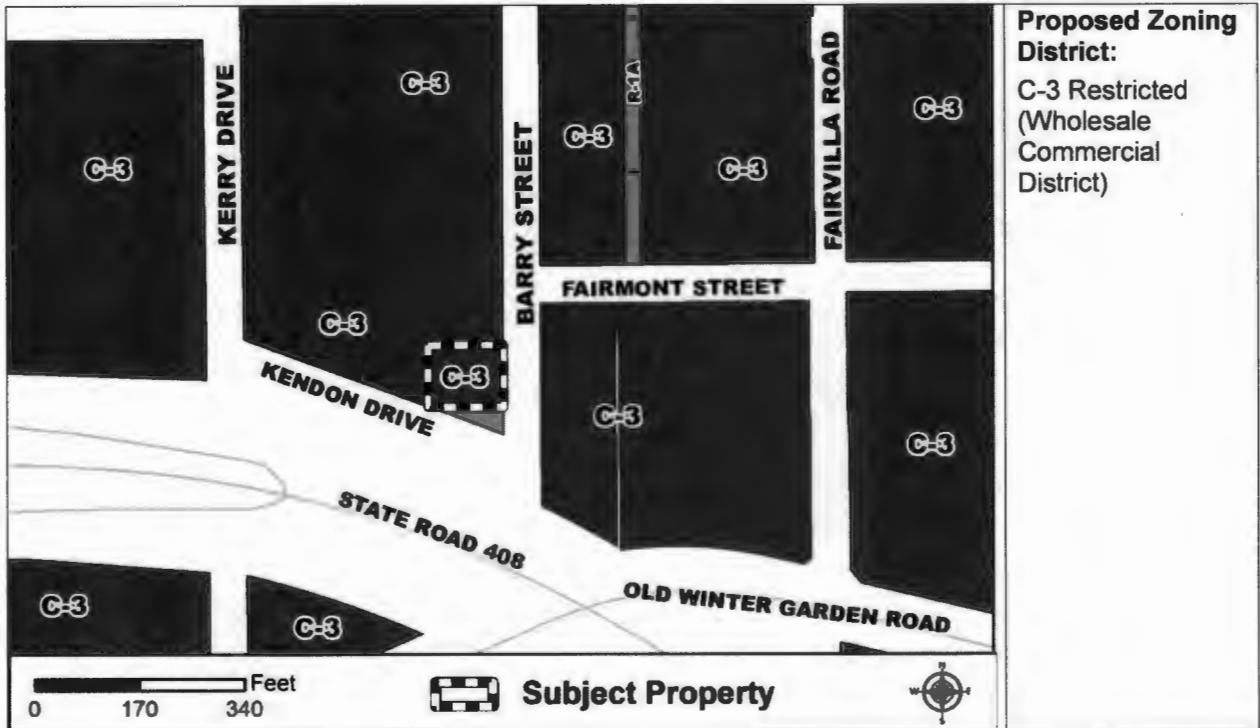 Proposed Zoning
District:
C-3 Restricted
(Wholesale
Commercial
District)
C-3
KERRY DRIVE
C-3
BARRY STREET
C-3
R-1A
C-3
FAIRVILLA ROAD
C-3
FAIRMONT STREET
C-3
C-3
KENDON DRIVE
C-3
C-3
STATE ROAD 408
OLD WINTER GARDEN ROAD
C-3
C-3
Feet
0 170 340
Subject Property
N
W E
S